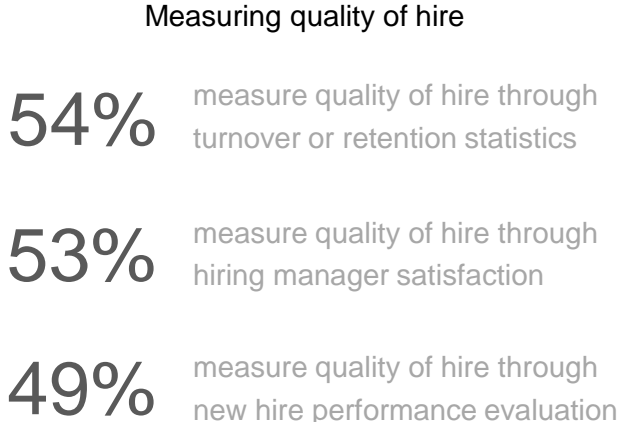 Measuring quality of hire
54%
measure quality of hire through
turnover or retention statistics
53%
measure quality of hire through
hiring manager satisfaction
49%
measure quality of hire through
new hire performance evaluation